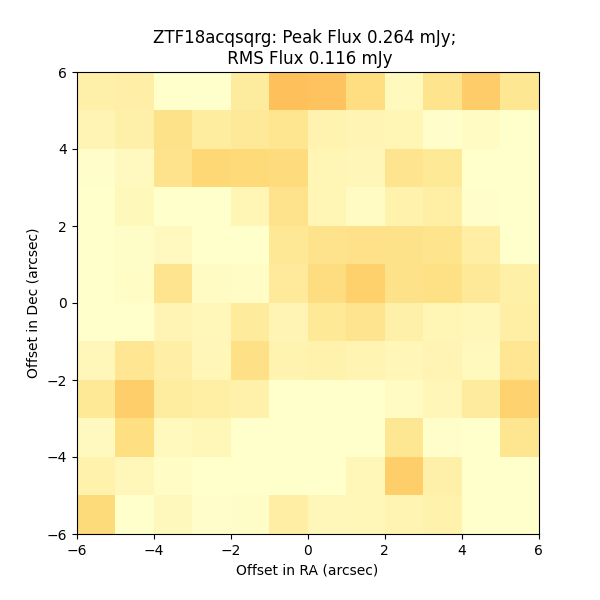 ZTF18acqsqrg: Peak Flux 0.264 mJy;
RMS Flux 0.116 mJy
6
4
2
0
−2
−4
−6
Offset in Dec (arcsec)
−6 −4 −2 0 2 4 6
Offset in RA (arcsec)